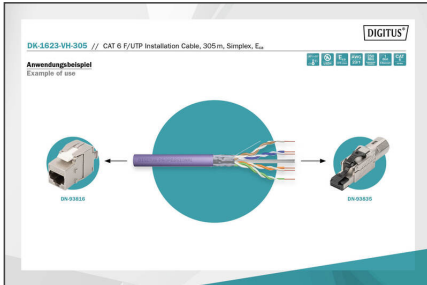 DIGITUS®
DK-1623-VH-305 // CAT 6 F/UTP Installation Cable, 305 m, Simplex, Eca
Anwendungsbeispiel
Example of use
DN-93816
DN-93835